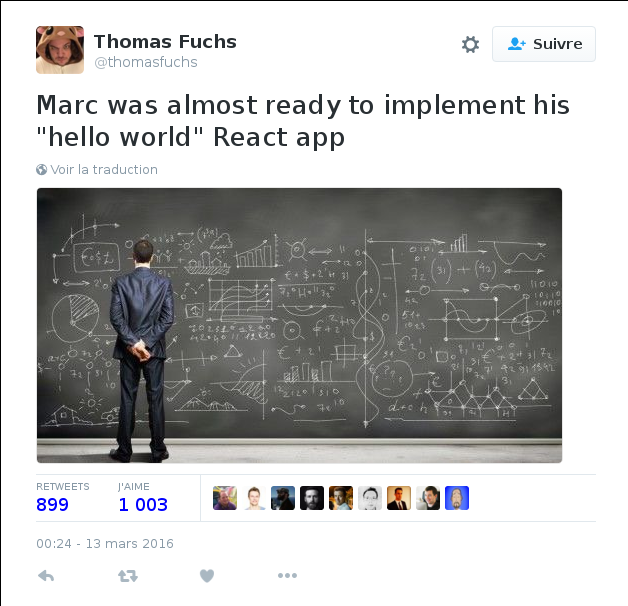 Thomas Fuchs
@thomasfuchs
Suivre
Marc was almost ready to implement his
"hello world" React app
Voir la traduction
RETWEETS
J'AIME
899
1 003
00:24 - 13 mars 2016